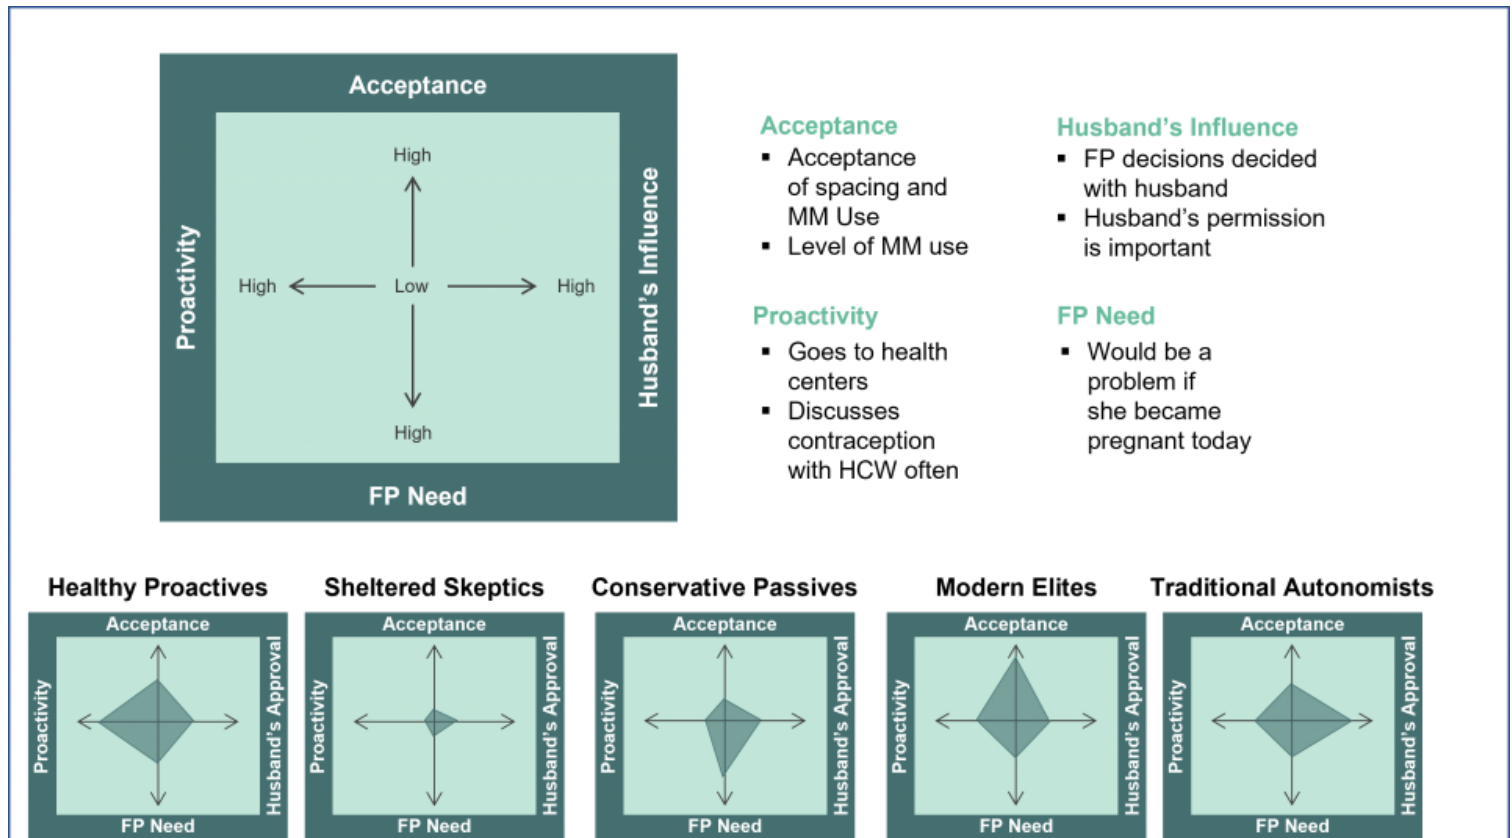 Acceptance
High
Proactivity
High
Low
High
Husband's Influence
High
FP Need
Acceptance
▪ Acceptance
of spacing and
MM Use
▪ Level of MM use
Husband's Influence
▪ FP decisions decided
with husband
▪ Husband's permission
is important
Proactivity
▪ Goes to health
centers
▪ Discusses
contraception
with HCW often
FP Need
▪ Would be a
problem if
she became
pregnant today
Healthy Proactives
Acceptance
Proactivity
Husband's Approval
FP Need
Sheltered Skeptics
Acceptance
Proactivity
Husband's Approval
FP Need
Conservative Passives
Acceptance
Proactivity
Husband's Approval
FP Need
Modern Elites
Acceptance
Proactivity
Husband's Approval
FP Need
Traditional Autonomists
Acceptance
Proactivity
Husband's Approval
FP Need